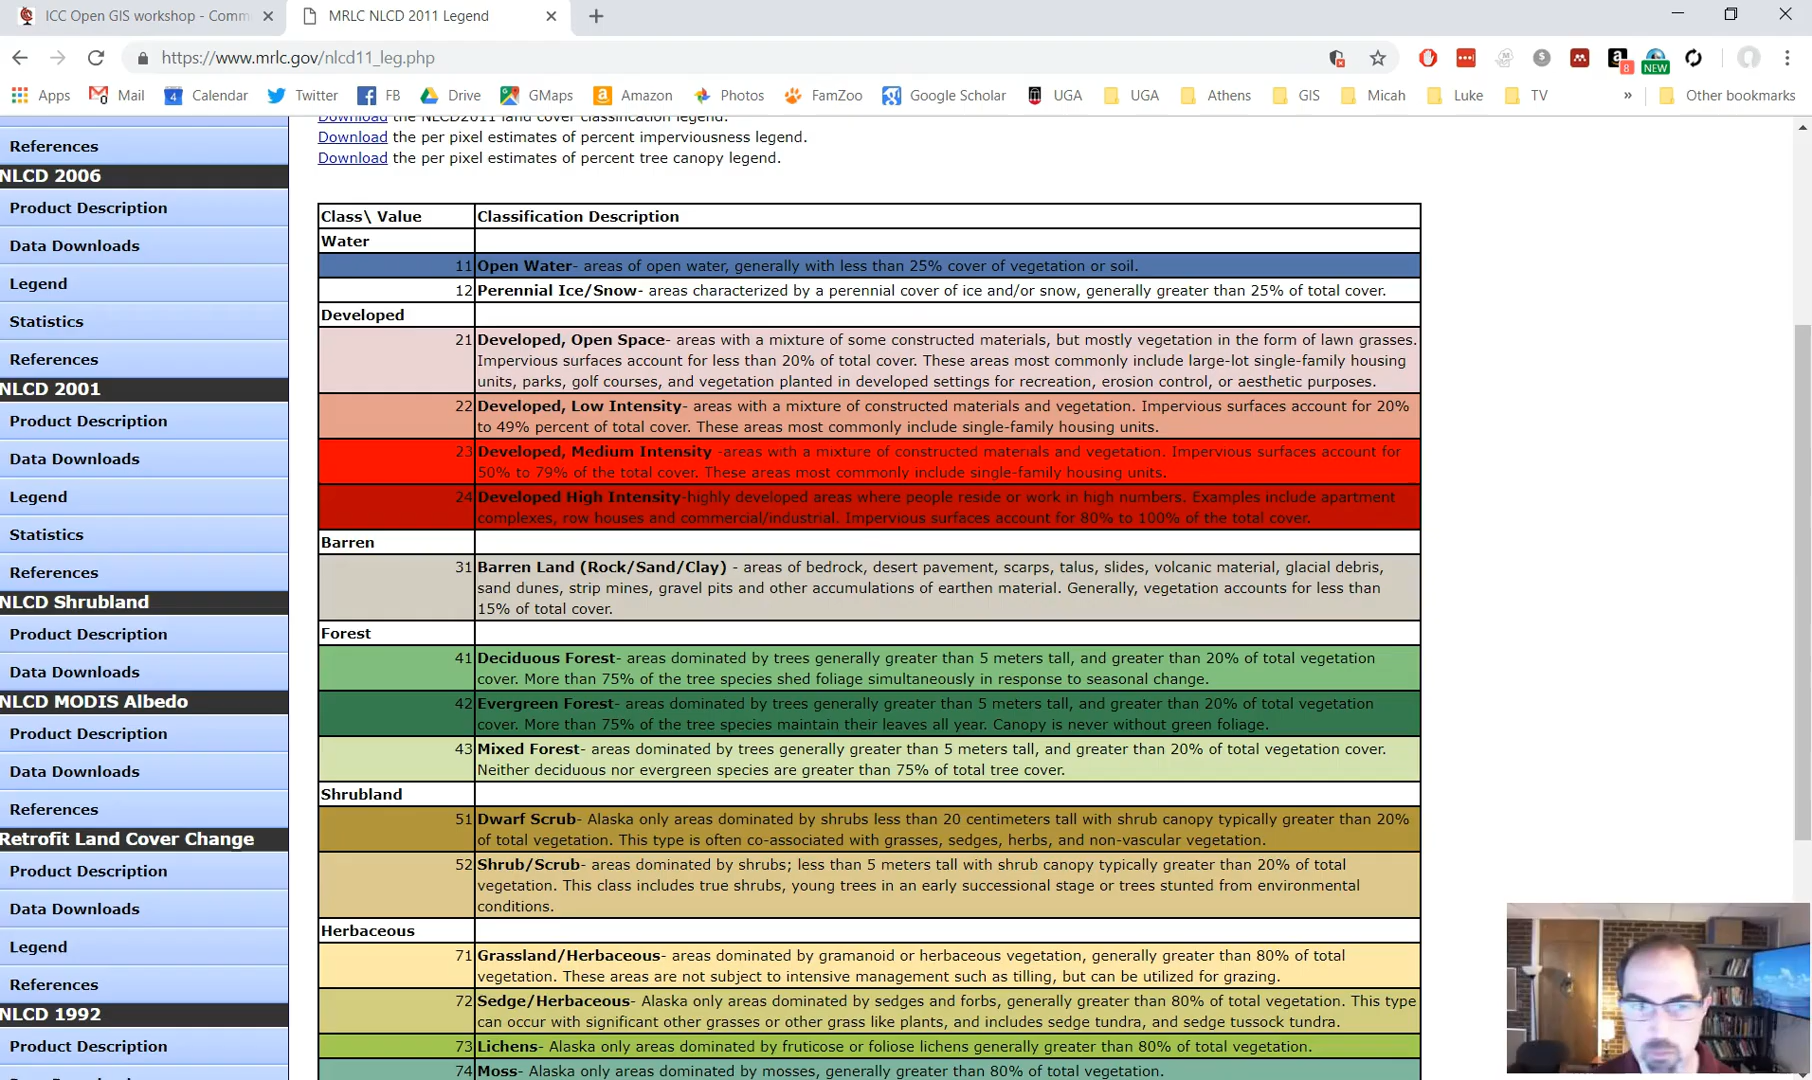 ICC Open GIS workshop - Comm
MRLC NLCD 2011 Legend
https://www.mrlc.gov/nlcd11_leg.php
8
NEW
Apps Mail Calendar Twitter FB Drive GMaps Amazon Photos FamZoo Google Scholar UGA UGA Athens GIS Micah Luke TV » Other bookmarks
References
NLCD 2006
Product Description
Data Downloads
Legend
Statistics
References
NLCD 2001
Product Description
Data Downloads
Legend
Statistics
References
NLCD Shrubland
Product Description
Data Downloads
NLCD MODIS Albedo
Product Description
Data Downloads
References
Retrofit Land Cover Change
Product Description
Data Downloads
Legend
References
NLCD 1992
Product Description
Download the NLCD2011 land cover classification legend.
Download the per pixel estimates of percent imperviousness legend.
Download the per pixel estimates of percent tree canopy legend.
Class\ Value Classification Description
Water
11 Open Water- areas of open water, generally with less than 25% cover of vegetation or soil.
12 Perennial Ice/Snow- areas characterized by a perennial cover of ice and/or snow, generally greater than 25% of total cover.
Developed
21 Developed, Open Space- areas with a mixture of some constructed materials, but mostly vegetation in the form of lawn grasses.
Impervious surfaces account for less than 20% of total cover. These areas most commonly include large-lot single-family housing
units, parks, golf courses, and vegetation planted in developed settings for recreation, erosion control, or aesthetic purposes.
22 Developed, Low Intensity- areas with a mixture of constructed materials and vegetation. Impervious surfaces account for 20%
to 49% percent of total cover. These areas most commonly include single-family housing units.
23 Developed, Medium Intensity -areas with a mixture of constructed materials and vegetation. Impervious surfaces account for
50% to 79% of the total cover. These areas most commonly include single-family housing units.
24 Developed High Intensity-highly developed areas where people reside or work in high numbers. Examples include apartment
complexes, row houses and commercial/industrial. Impervious surfaces account for 80% to 100% of the total cover.
Barren
31 Barren Land (Rock/Sand/Clay) - areas of bedrock, desert pavement, scarps, talus, slides, volcanic material, glacial debris,
sand dunes, strip mines, gravel pits and other accumulations of earthen material. Generally, vegetation accounts for less than
15% of total cover.
Forest
41 Deciduous Forest- areas dominated by trees generally greater than 5 meters tall, and greater than 20% of total vegetation
cover. More than 75% of the tree species shed foliage simultaneously in response to seasonal change.
42 Evergreen Forest- areas dominated by trees generally greater than 5 meters tall, and greater than 20% of total vegetation
cover. More than 75% of the tree species maintain their leaves all year. Canopy is never without green foliage.
43 Mixed Forest- areas dominated by trees generally greater than 5 meters tall, and greater than 20% of total vegetation cover.
Neither deciduous nor evergreen species are greater than 75% of total tree cover.
Shrubland
51 Dwarf Scrub- Alaska only areas dominated by shrubs less than 20 centimeters tall with shrub canopy typically greater than 20%
of total vegetation. This type is often co-associated with grasses, sedges, herbs, and non-vascular vegetation.
52 Shrub/Scrub- areas dominated by shrubs; less than 5 meters tall with shrub canopy typically greater than 20% of total
vegetation. This class includes true shrubs, young trees in an early successional stage or trees stunted from environmental
conditions.
Herbaceous
71 Grassland/Herbaceous- areas dominated by gramanoid or herbaceous vegetation, generally greater than 80% of total
vegetation. These areas are not subject to intensive management such as tilling, but can be utilized for grazing.
72 Sedge/Herbaceous- Alaska only areas dominated by sedges and forbs, generally greater than 80% of total vegetation. This type
can occur with significant other grasses or other grass like plants, and includes sedge tundra, and sedge tussock tundra.
73 Lichens- Alaska only areas dominated by fruticose or foliose lichens generally greater than 80% of total vegetation.
74 Moss- Alaska only areas dominated by mosses, generally greater than 80% of total vegetation.